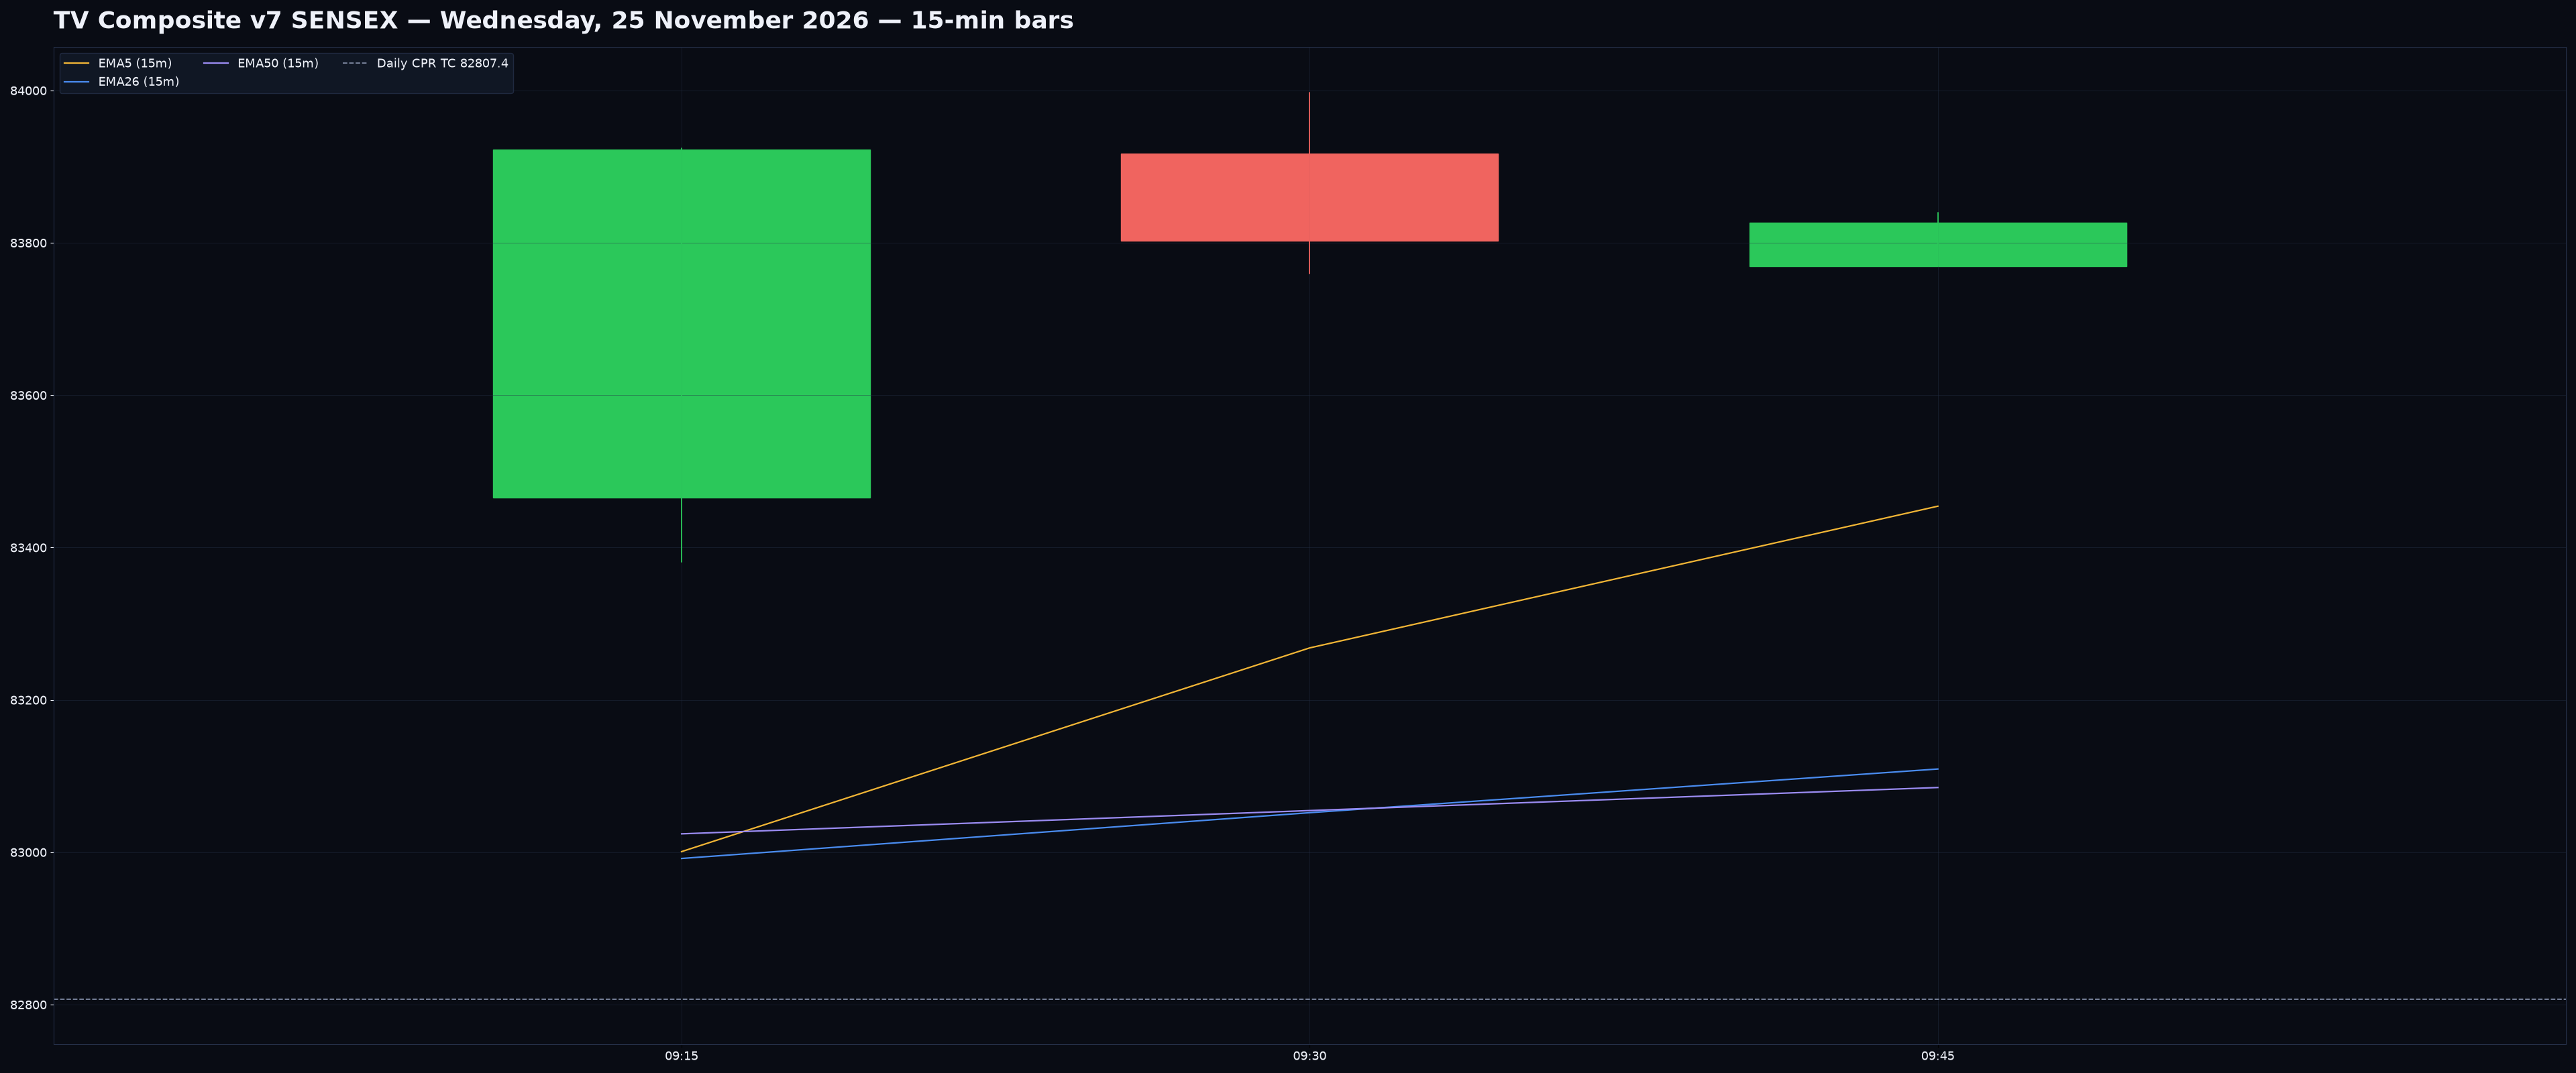 TV Composite v7 SENSEX — Wednesday, 25 November 2026 — 15-min bars
EMA5 (15m) EMA50 (15m) Daily CPR TC 82807.4
EMA26 (15m)
84000
83800
83600
83400
83200
83000
82800
09:15 09:30 09:45